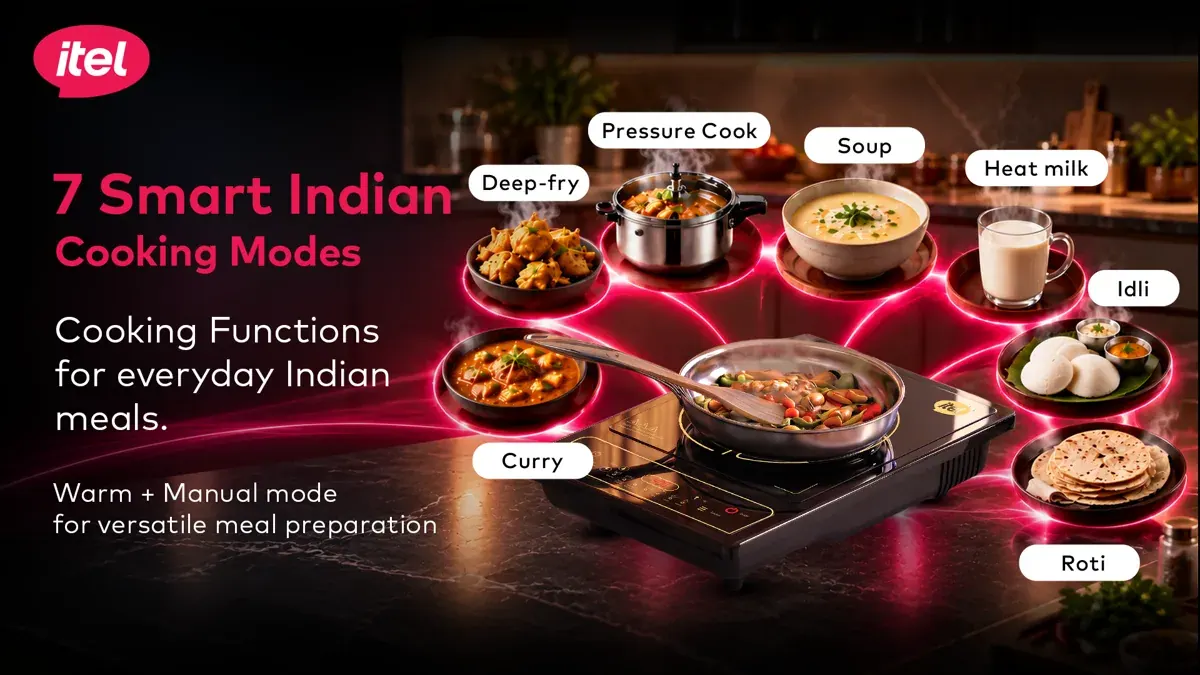 itel
7 Smart Indian
Cooking Modes
Cooking Functions
for everyday Indian
meals.
Warm + Manual mode
for versatile meal preparation
Deep-fry
Pressure Cook
Soup
Heat milk
Idli
Curry
Roti
itel